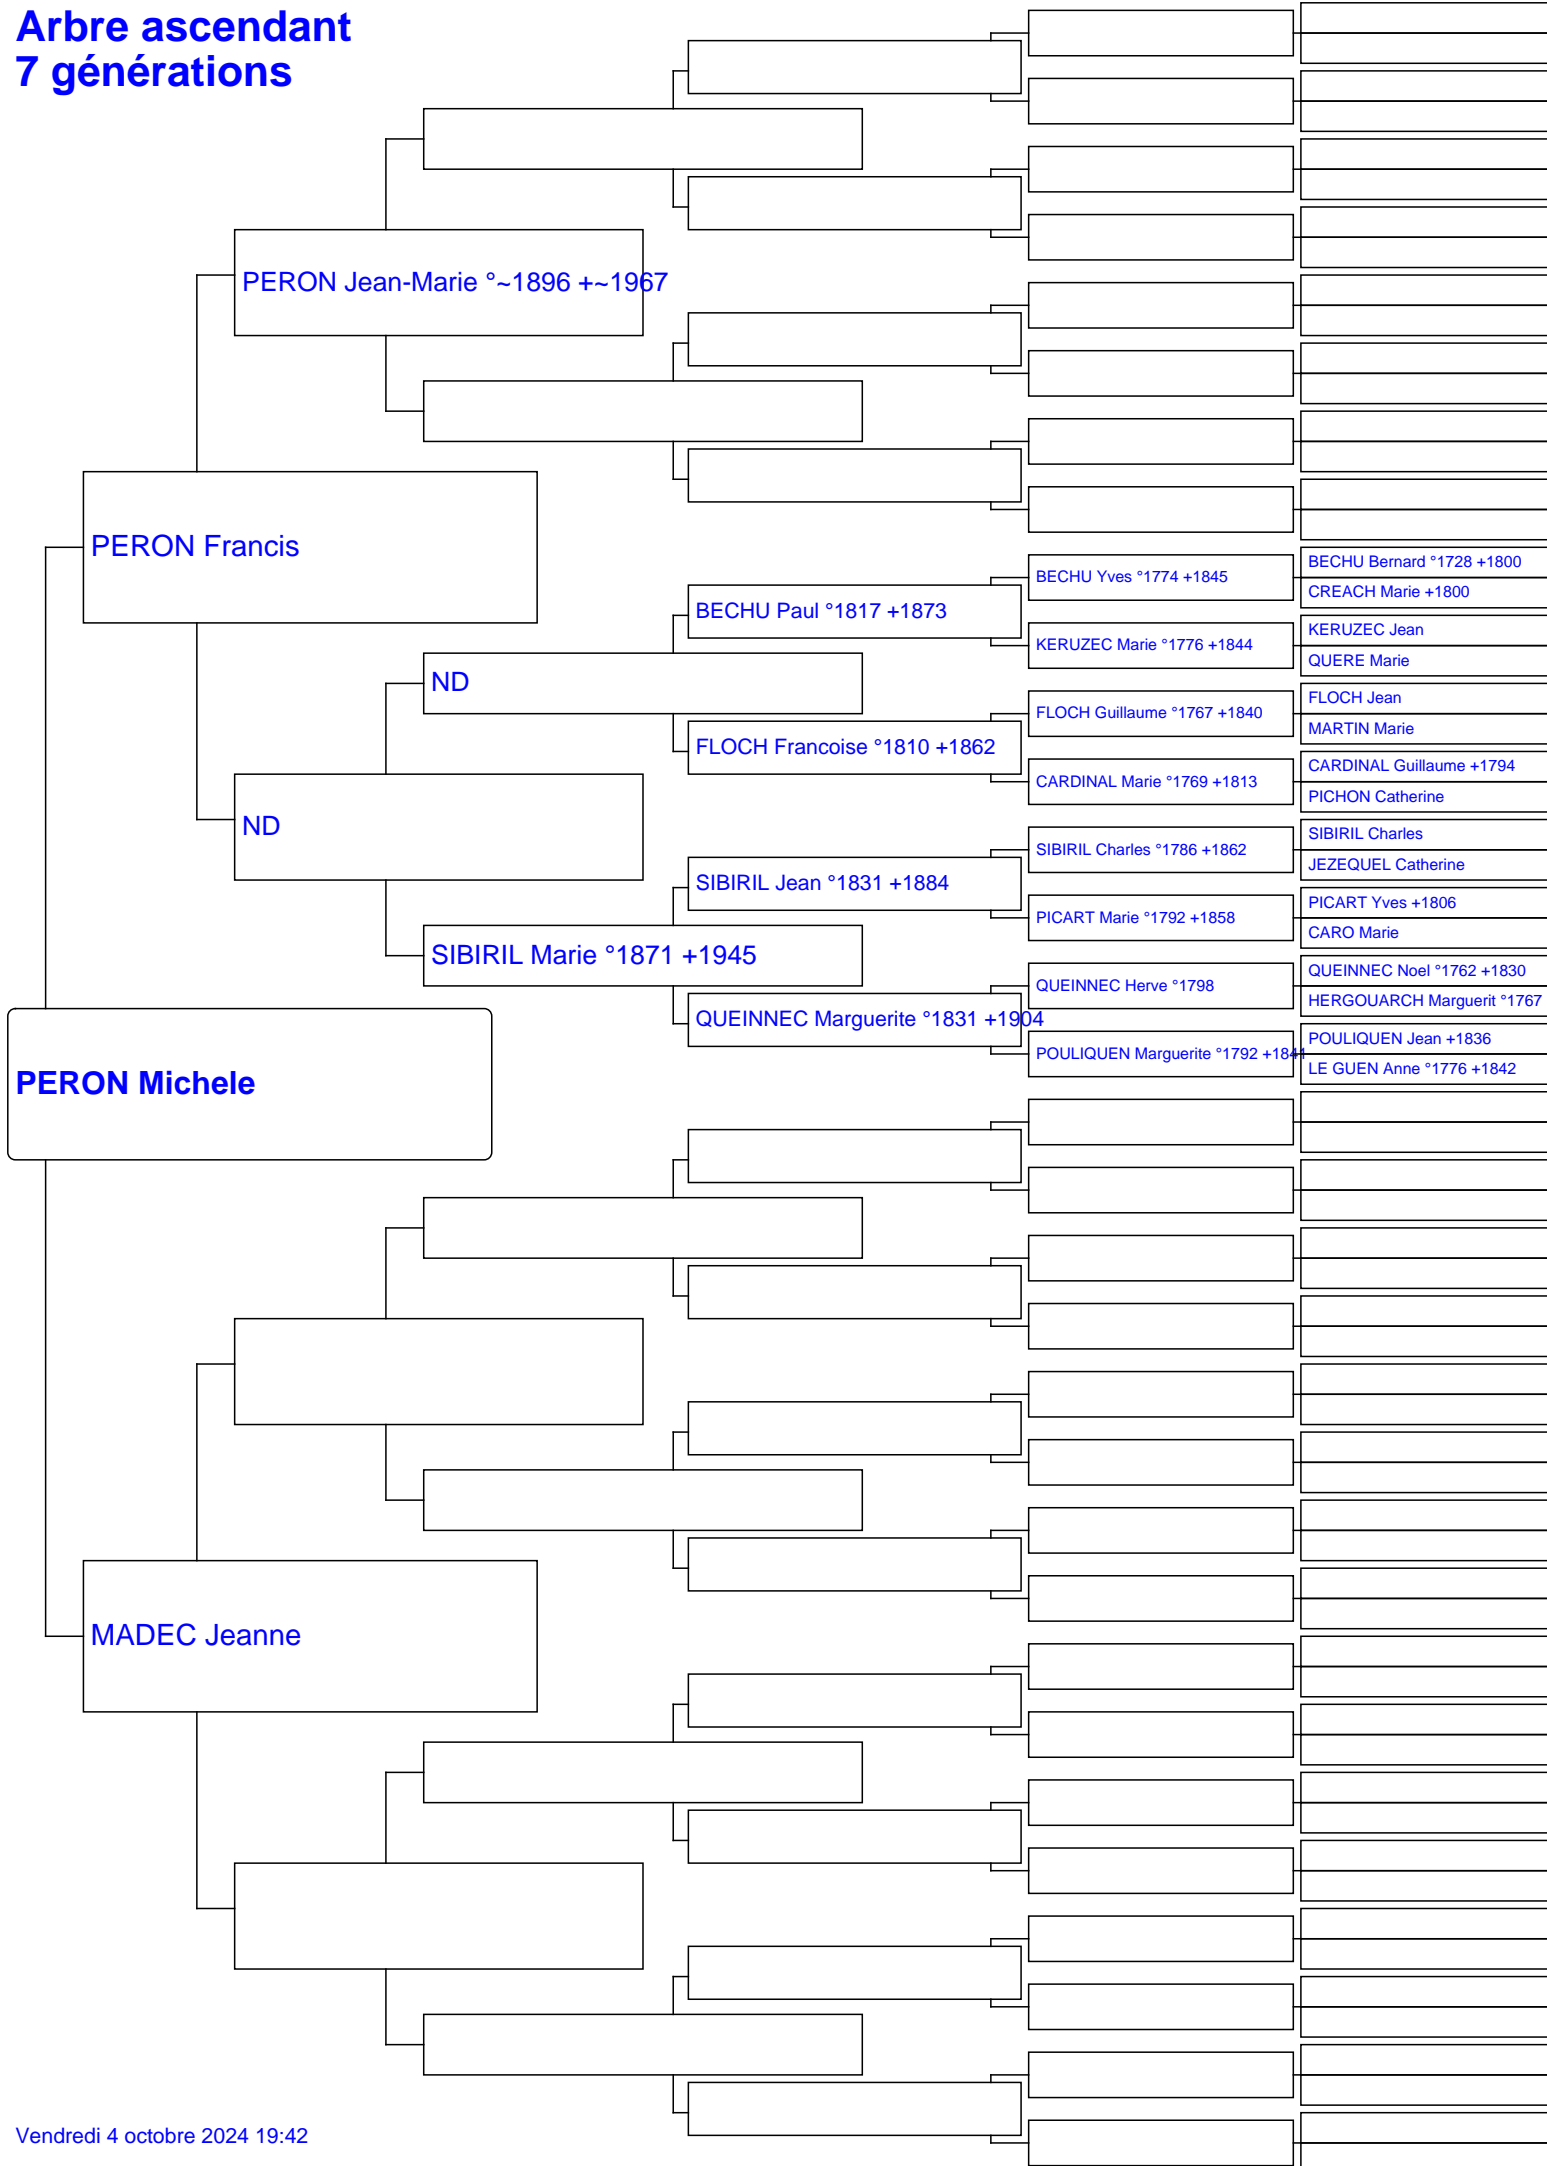 Arbre ascendant
7 générations
PERON Jean-Marie °~1896 +~1967
PERON Francis
BECHU Bernard °1728 +1800
BECHU Yves °1774 +1845
CREACH Marie +1800
BECHU Paul °1817 +1873
KERUZEC Jean
KERUZEC Marie °1776 +1844
QUERE Marie
ND
FLOCH Jean
FLOCH Guillaume °1767 +1840
MARTIN Marie
FLOCH Francoise °1810 +1862
CARDINAL Guillaume +1794
CARDINAL Marie °1769 +1813
PICHON Catherine
ND
SIBIRIL Charles
SIBIRIL Charles °1786 +1862
JEZEQUEL Catherine
SIBIRIL Jean °1831 +1884
PICART Yves +1806
PICART Marie °1792 +1858
CARO Marie
SIBIRIL Marie °1871 +1945
QUEINNEC Noel °1762 +1830
QUEINNEC Herve °1798
HERGOUARCH Marguerit °1767
QUEINNEC Marguerite °1831 +1904
POULIQUEN Jean +1836
POULIQUEN Marguerite °1792 +1841
LE GUEN Anne °1776 +1842
PERON Michele
MADEC Jeanne
Vendredi 4 octobre 2024 19:42